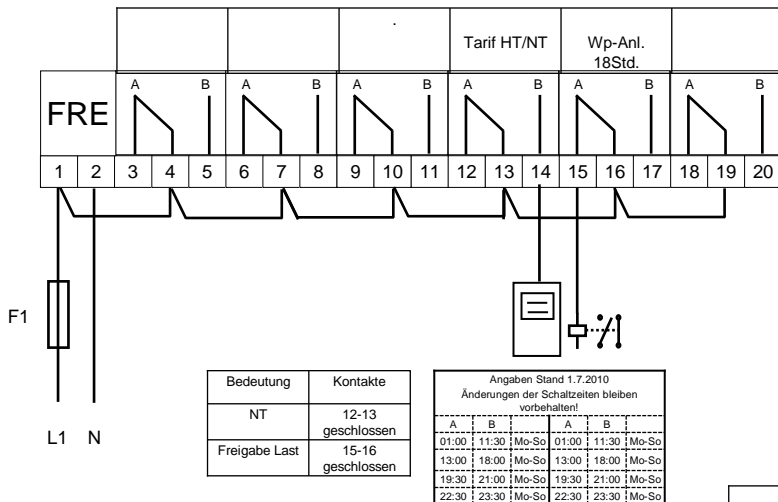 .
Tarif HT/NT
Wp-Anl.
18Std.
FRE
A B A B A B A B A B A B
1 2 3 4 5 6 7 8 9 10 11 12 13 14 15 16 17 18 19 20
F1
L1 N
Bedeutung Kontakte
NT 12-13
geschlossen
Freigabe Last 15-16
geschlossen
Angaben Stand 1.7.2010
Änderungen der Schaltzeiten bleiben
vorbehalten!
A B A B
01:00 11:30 Mo-So 01:00 11:30 Mo-So
13:00 18:00 Mo-So 13:00 18:00 Mo-So
19:30 21:00 Mo-So 19:30 21:00 Mo-So
22:30 23:30 Mo-So 22:30 23:30 Mo-So